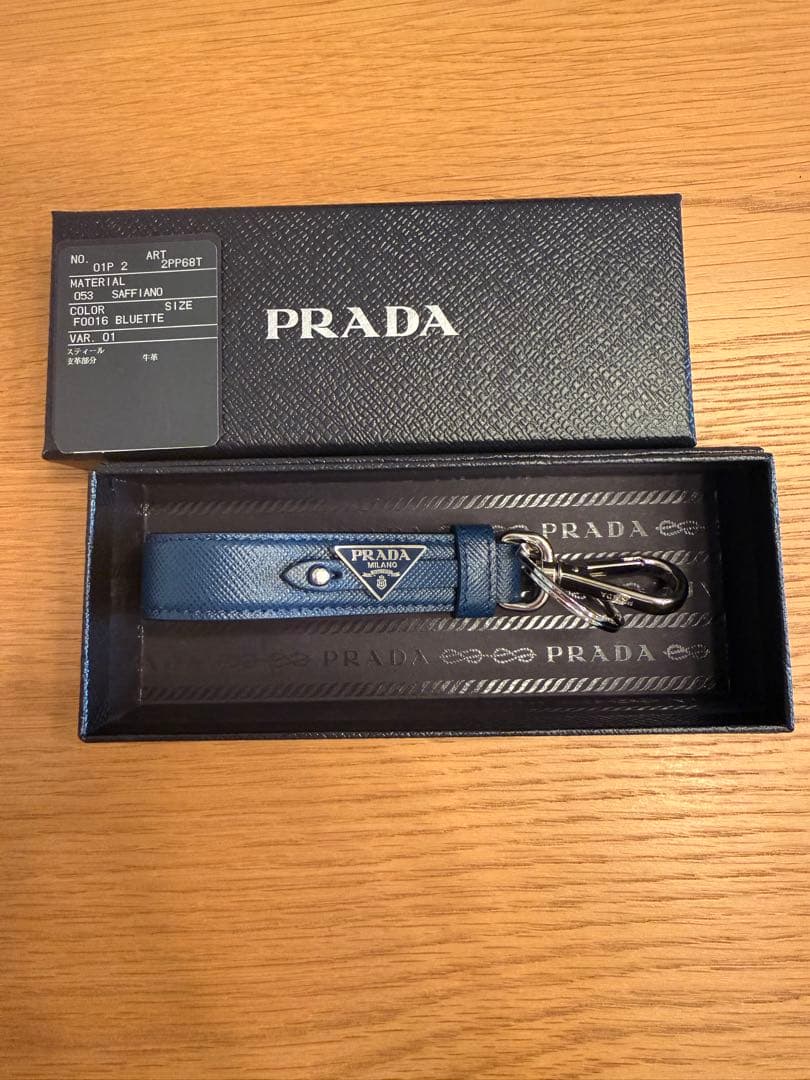 NO. ART
01P 2 2PP68T
MATERIAL
053 SAFFIANO
COLOR SIZE
F0016 BLUETTE
VAR. 01
スティール
皮革部分 牛革
PRADA
PRADA
PRADA
MILANO
PRADA
PRADA